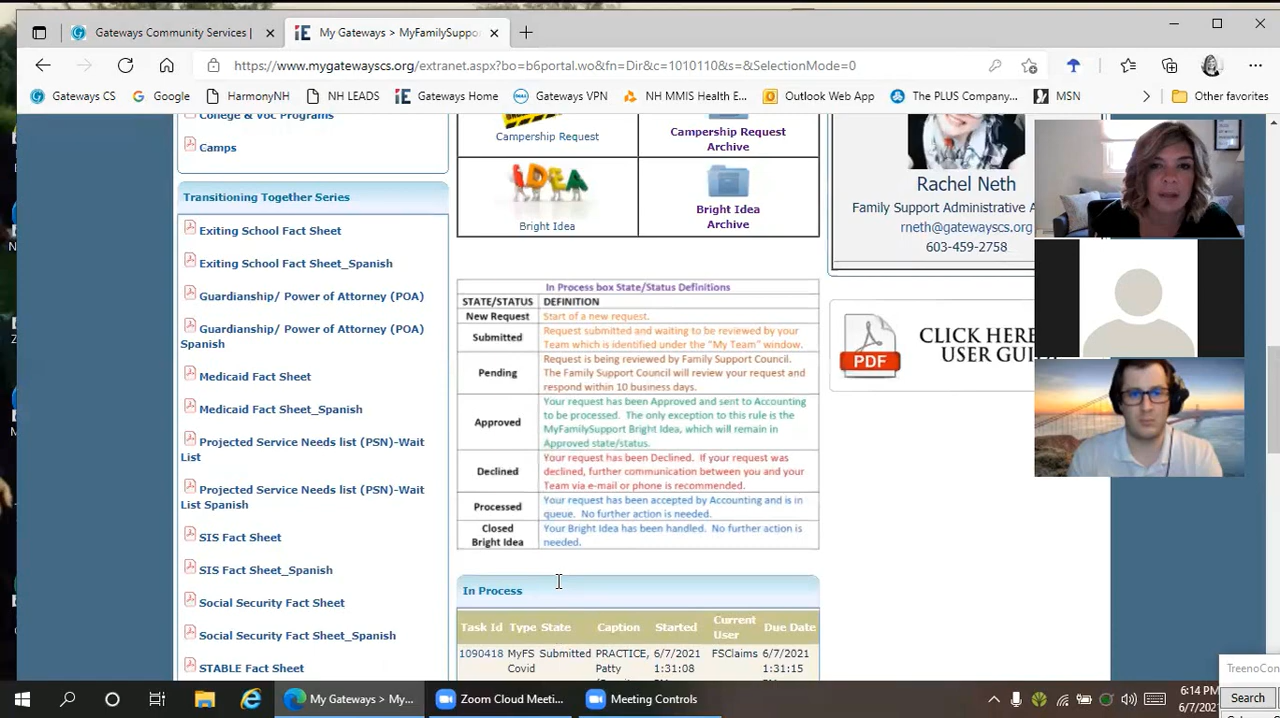 Gateways Community Services |
My Gateways > MyFamilySuppo
https://www.mygatewayscs.org/extranet.aspx?bo=b6portal.wo&fn=Dir&c=1010110&s=&SelectionMode=0
Gateways CS
Google
HarmonyNH
NH LEADS
Gateways Home
Gateways VPN
NH MMIS Health E...
Outlook Web App
The PLUS Company...
MSN
Other favorites
College & Voc Programs
Camps
Transitioning Together Series
Exiting School Fact Sheet
Exiting School Fact Sheet_Spanish
Guardianship/ Power of Attorney (POA)
Guardianship/ Power of Attorney (POA)
Spanish
Medicaid Fact Sheet
Medicaid Fact Sheet_Spanish
Projected Service Needs list (PSN)-Wait
List
Projected Service Needs list (PSN)-Wait
List Spanish
SIS Fact Sheet
SIS Fact Sheet_Spanish
Social Security Fact Sheet
Social Security Fact Sheet_Spanish
STABLE Fact Sheet
Campership Request
Campership Request
Archive
IDEA
Bright Idea
Bright Idea
Archive
In Process box State/Status Definitions
STATE/STATUS DEFINITION
New Request Start of a new request.
Submitted Request submitted and waiting to be reviewed by your
Team which is identified under the "My Team" window.
Pending Request is being reviewed by Family Support Council.
The Family Support Council will review your request and
respond within 10 business days.
Approved Your request has been Approved and sent to Accounting
to be processed. The only exception to this rule is the
MyFamilySupport Bright Idea, which will remain in
Approved state/status.
Declined Your request has been Declined. If your request was
declined, further communication between you and your
Team via e-mail or phone is recommended.
Processed Your request has been accepted by Accounting and is in
queue. No further action is needed.
Closed
Bright Idea Your Bright Idea has been handled. No further action is
needed.
In Process
Task Id Type State Caption Started Current User Due Date
1090418 MyFS Submitted PRACTICE, 6/7/2021 FSClaims 6/7/2021
Covid Patty 1:31:08 1:31:15
Rachel Neth
Family Support Administrative A
rneth@gatewayscs.org
603-459-2758
PDF
CLICK HERE
USER GUI
TreenoCon
Search
My Gateways > My...
Zoom Cloud Meeti...
Meeting Controls
6:14 PM
6/7/202